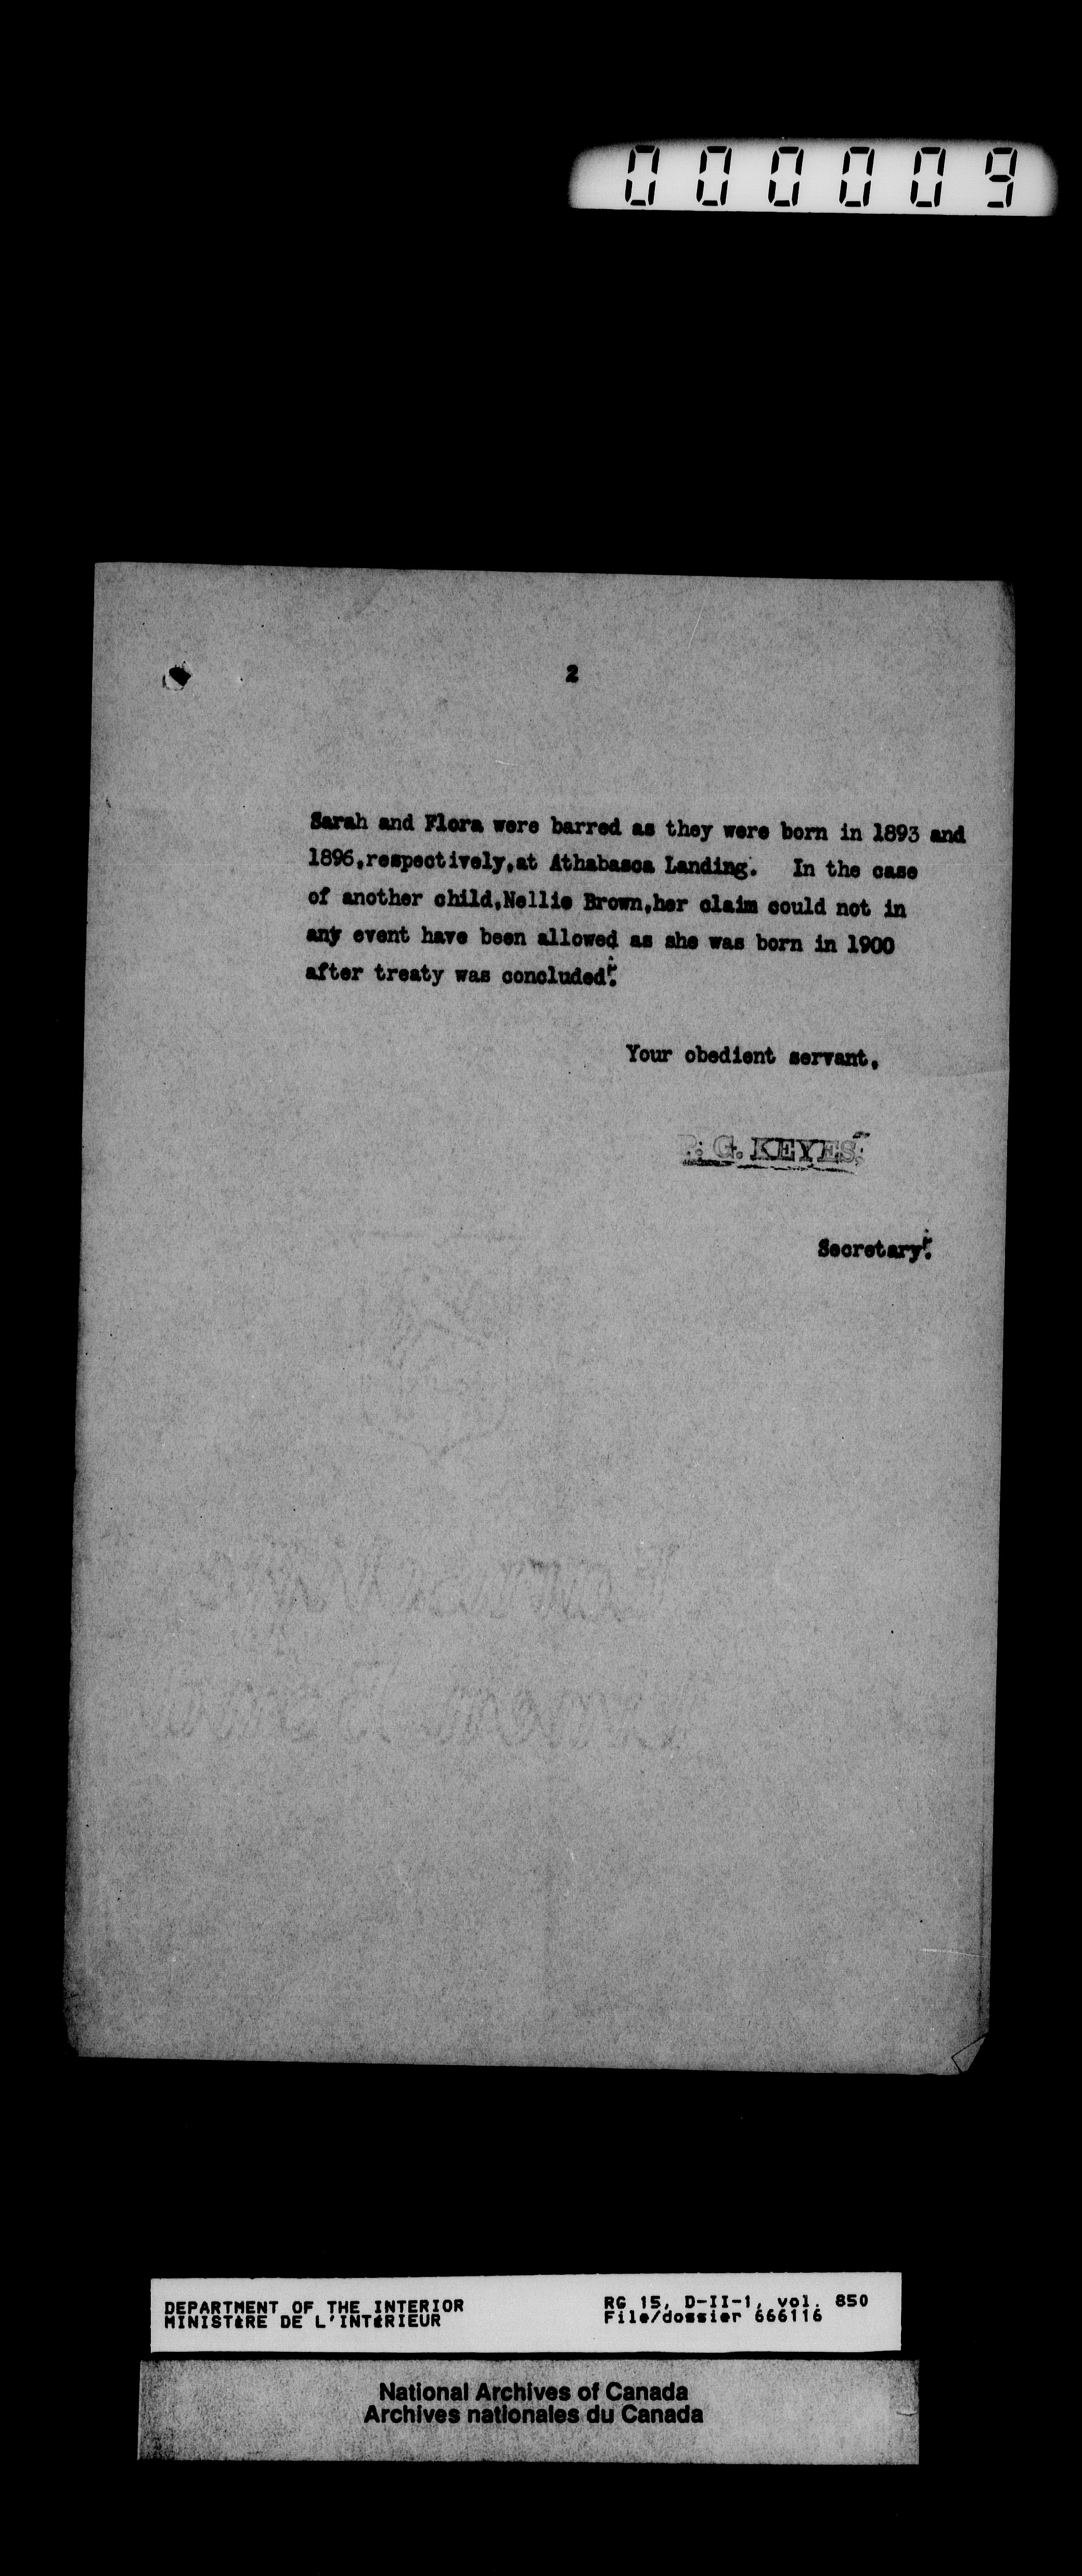 000009
2
Sarah and Flora were barred as they were born in 1893 and
1896,respectively,at Athabasca Landing. In the case
of another child,Nellie Brown,her claim could not in
any event have been allowed as she was born in 1900
after treaty was concluded.
Your obedient servant,
P. G. KEYES.
Secretary.
DEPARTMENT OF THE INTERIOR
MINISTÈRE DE L'INTÉRIEUR
RG 15, D-II-1, vol. 850
File/dossier 666116
National Archives of Canada
Archives nationales du Canada